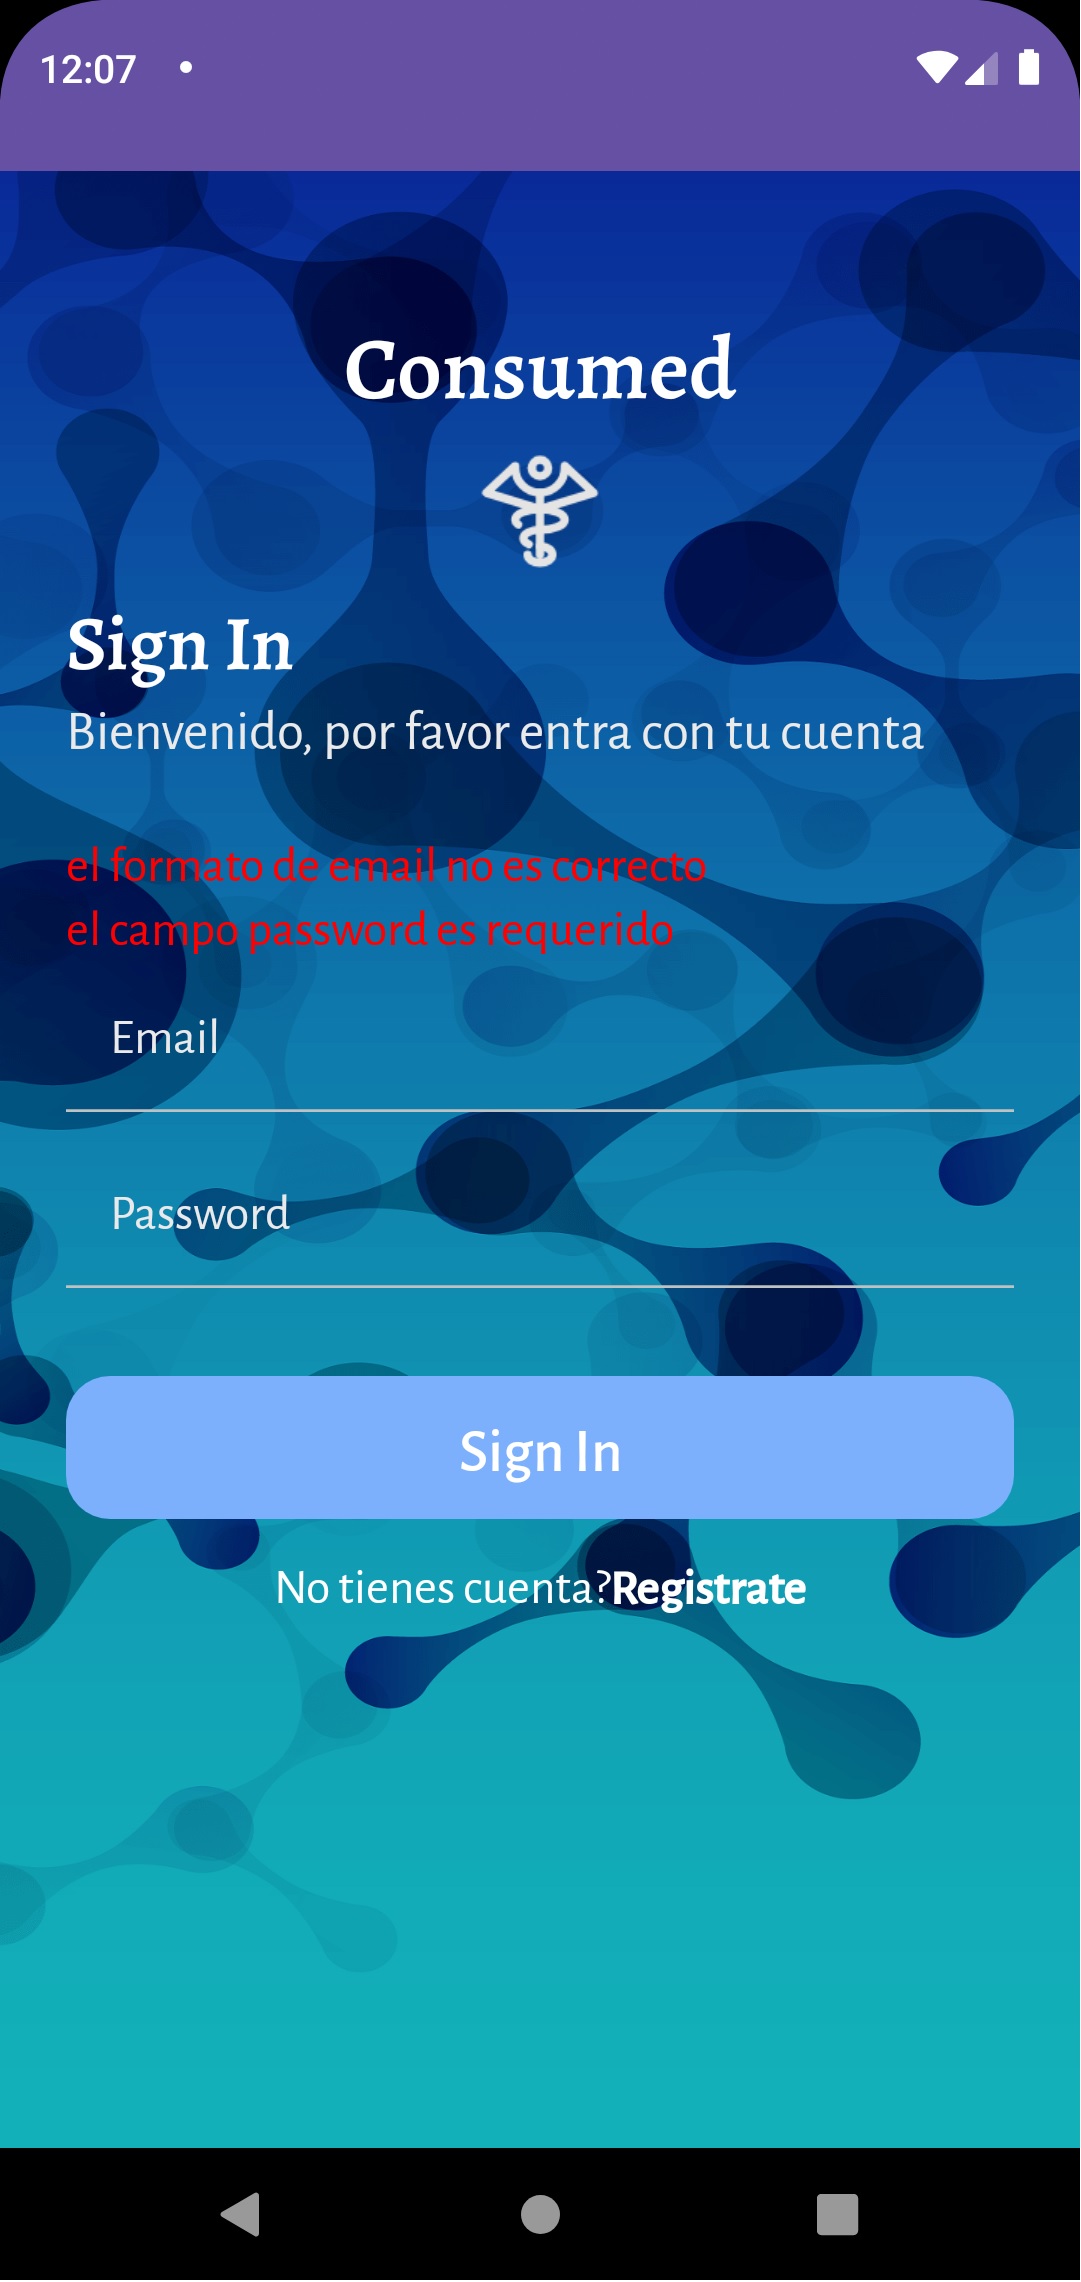 12:07
Consumed
Sign In
Bienvenido, por favor entra con tu cuenta
el formato de email no es correcto
el campo password es requerido
Email
Password
Sign In
No tienes cuenta?Registrate